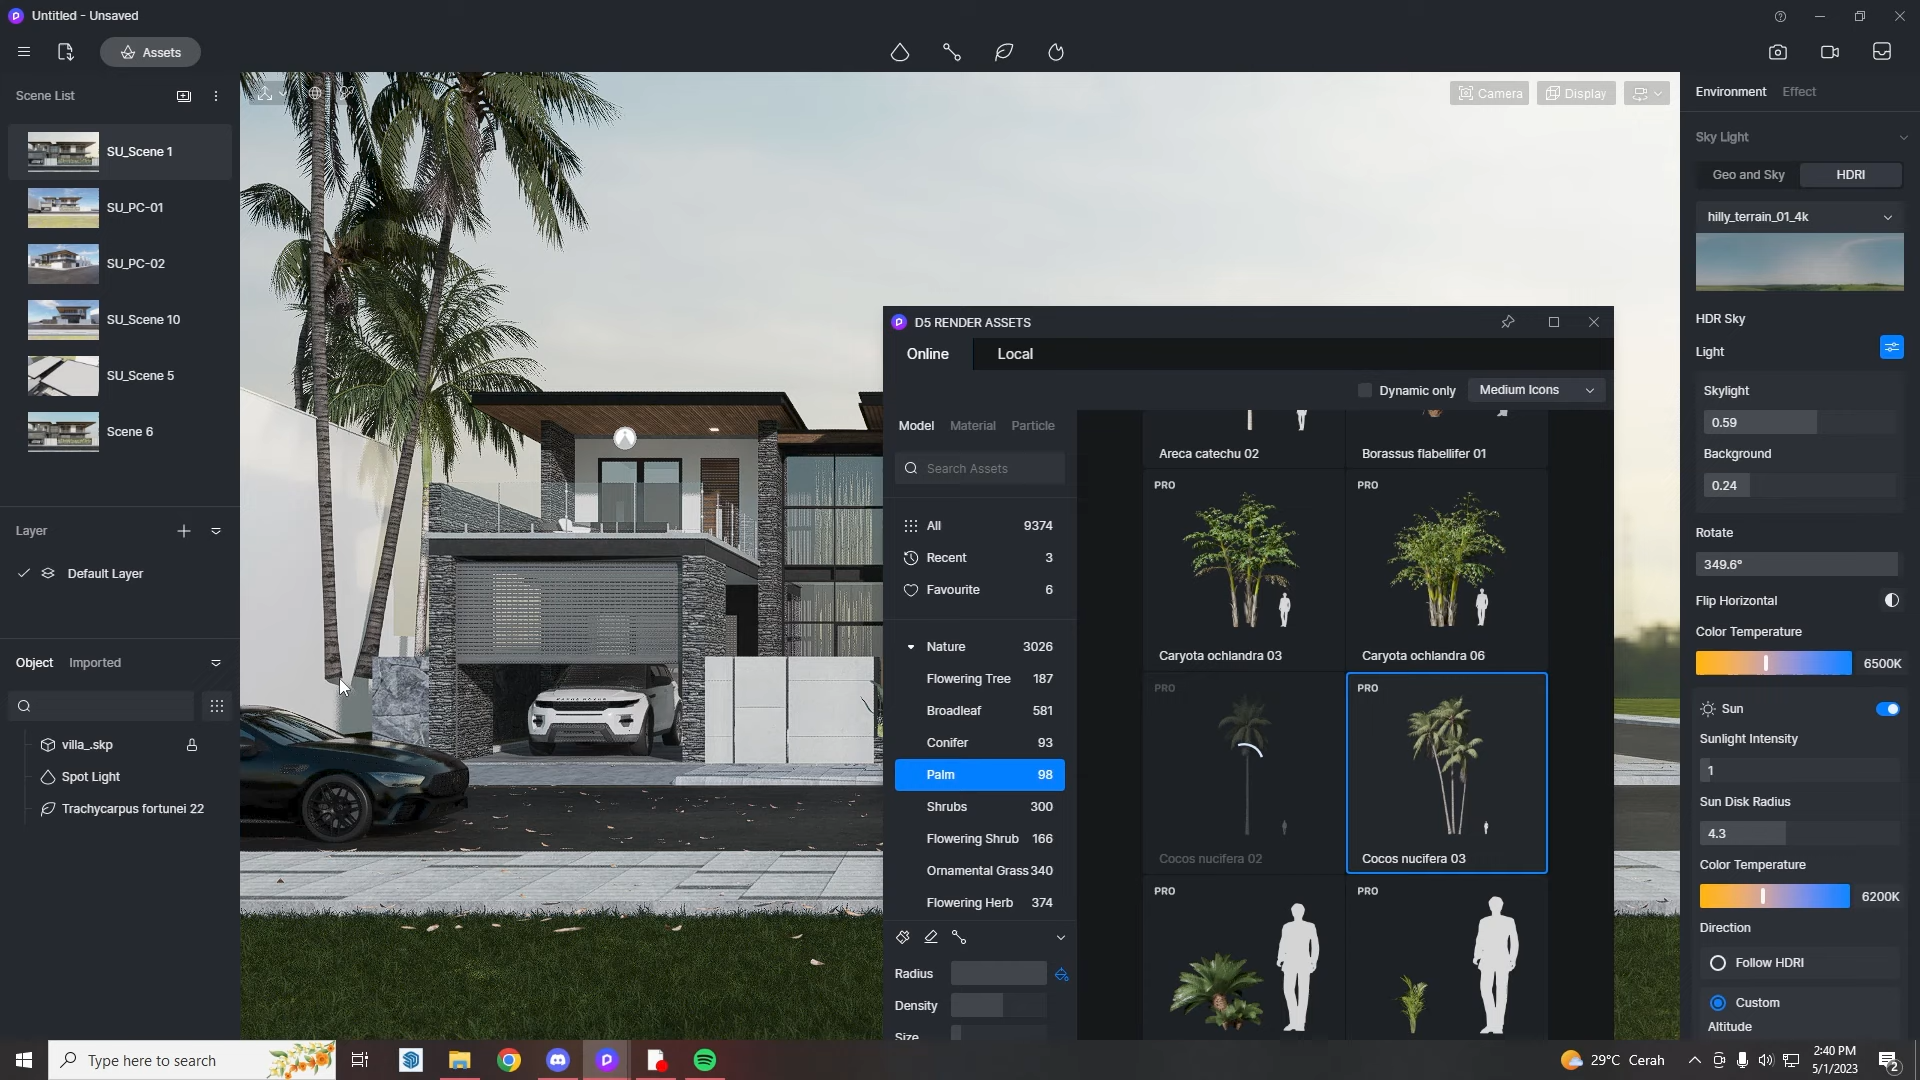 Untitled - Unsaved
Assets
Scene List
SU_Scene 1
SU_PC-01
SU_PC-02
SU_Scene 10
SU_Scene 5
Scene 6
Layer
Default Layer
Object Imported
villa_.skp
Spot Light
Trachycarpus fortunei 22
Camera
Display
D5 RENDER ASSETS
Online Local
Dynamic only
Medium Icons
Model Material Particle
Search Assets
All 9374
Recent 3
Favourite 6
Nature 3026
Flowering Tree 187
Broadleaf 581
Conifer 93
Palm 98
Shrubs 300
Flowering Shrub 166
Ornamental Grass 340
Flowering Herb 374
Radius
Density
Size
Areca catechu 02
Borassus flabellifer 01
PRO
PRO
Caryota ochlandra 03
Caryota ochlandra 06
PRO
PRO
Cocos nucifera 02
Cocos nucifera 03
PRO
PRO
Environment Effect
Sky Light
Geo and Sky HDRI
hilly_terrain_01_4k
HDR Sky
Light
Skylight
0.59
Background
0.24
Rotate
349.6°
Flip Horizontal
Color Temperature
6500K
Sun
Sunlight Intensity
1
Sun Disk Radius
4.3
Color Temperature
6200K
Direction
Follow HDRI
Custom
Altitude
Type here to search
29°C Cerah
2:40 PM
5/1/2023
2